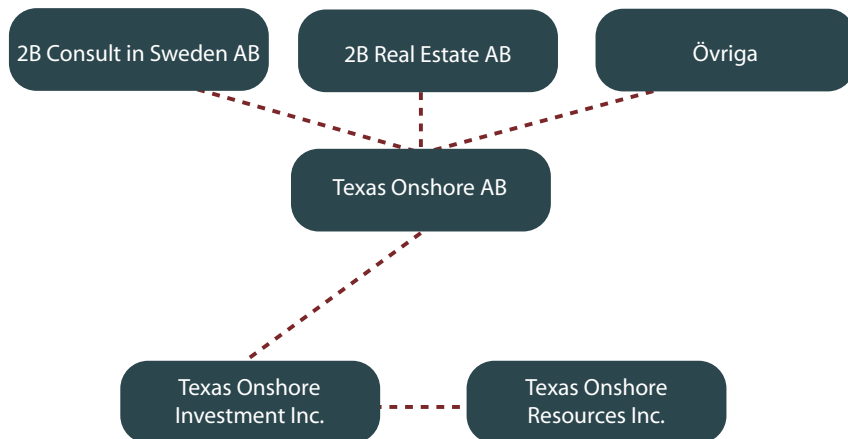 2B Consult in Sweden AB
2B Real Estate AB
Övriga
Texas Onshore AB
Texas Onshore
Investment Inc.
Texas Onshore
Resources Inc.